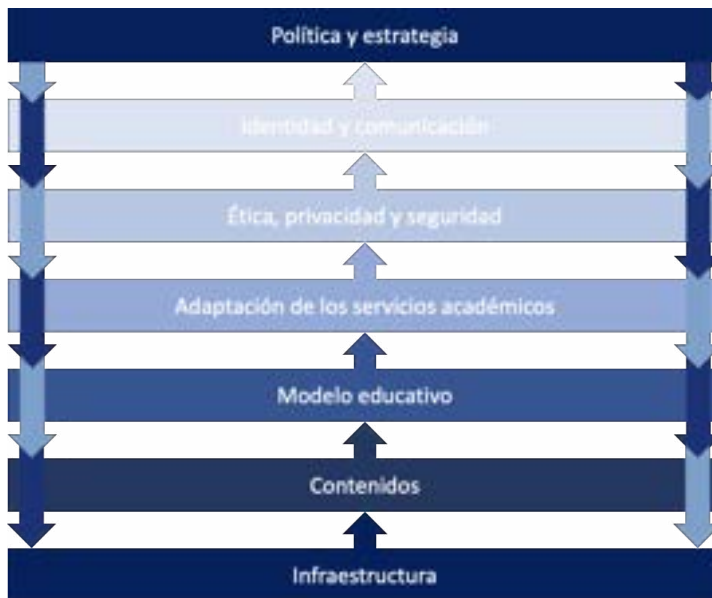 Política y estrategia
Identidad y comunicación
Ética, privacidad y seguridad
Adaptación de los servicios académicos
Modelo educativo
Contenidos
Infraestructura